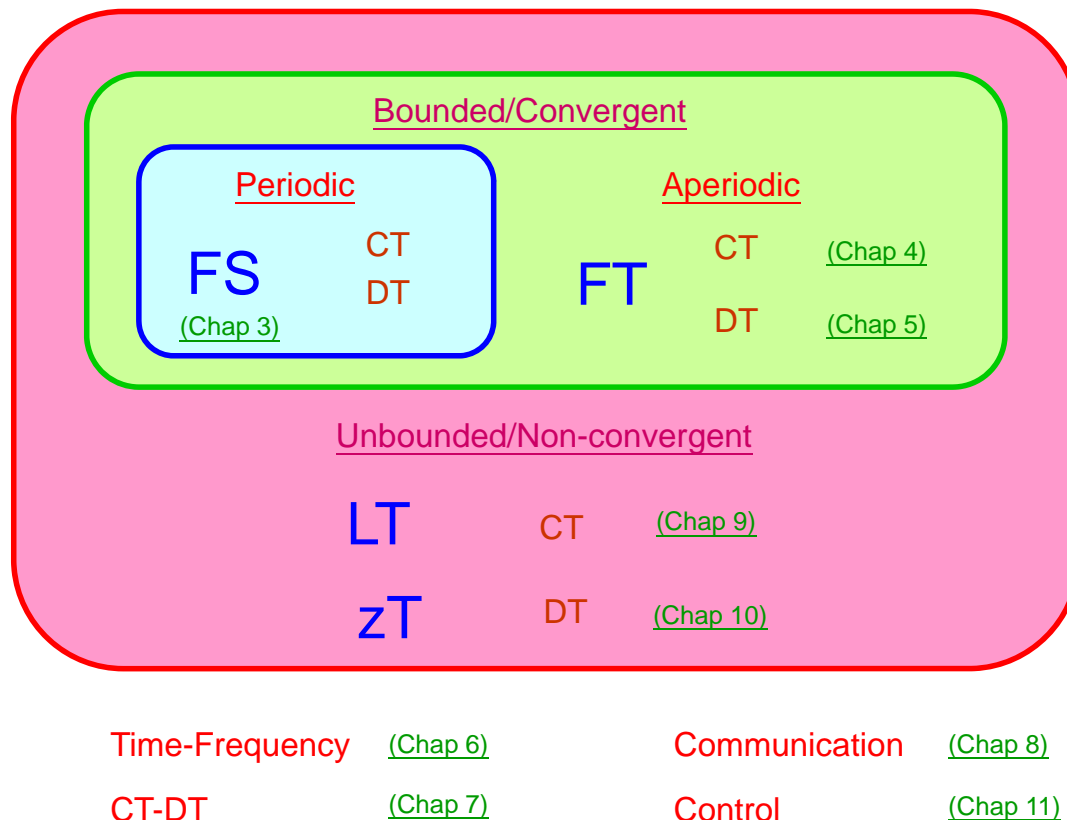 Bounded/Convergent
Periodic
Aperiodic
FS
CT
DT
(Chap 3)
FT
CT (Chap 4)
DT (Chap 5)
Unbounded/Non-convergent
LT CT (Chap 9)
zT DT (Chap 10)
Time-Frequency (Chap 6)
Communication (Chap 8)
CT-DT (Chap 7)
Control (Chap 11)